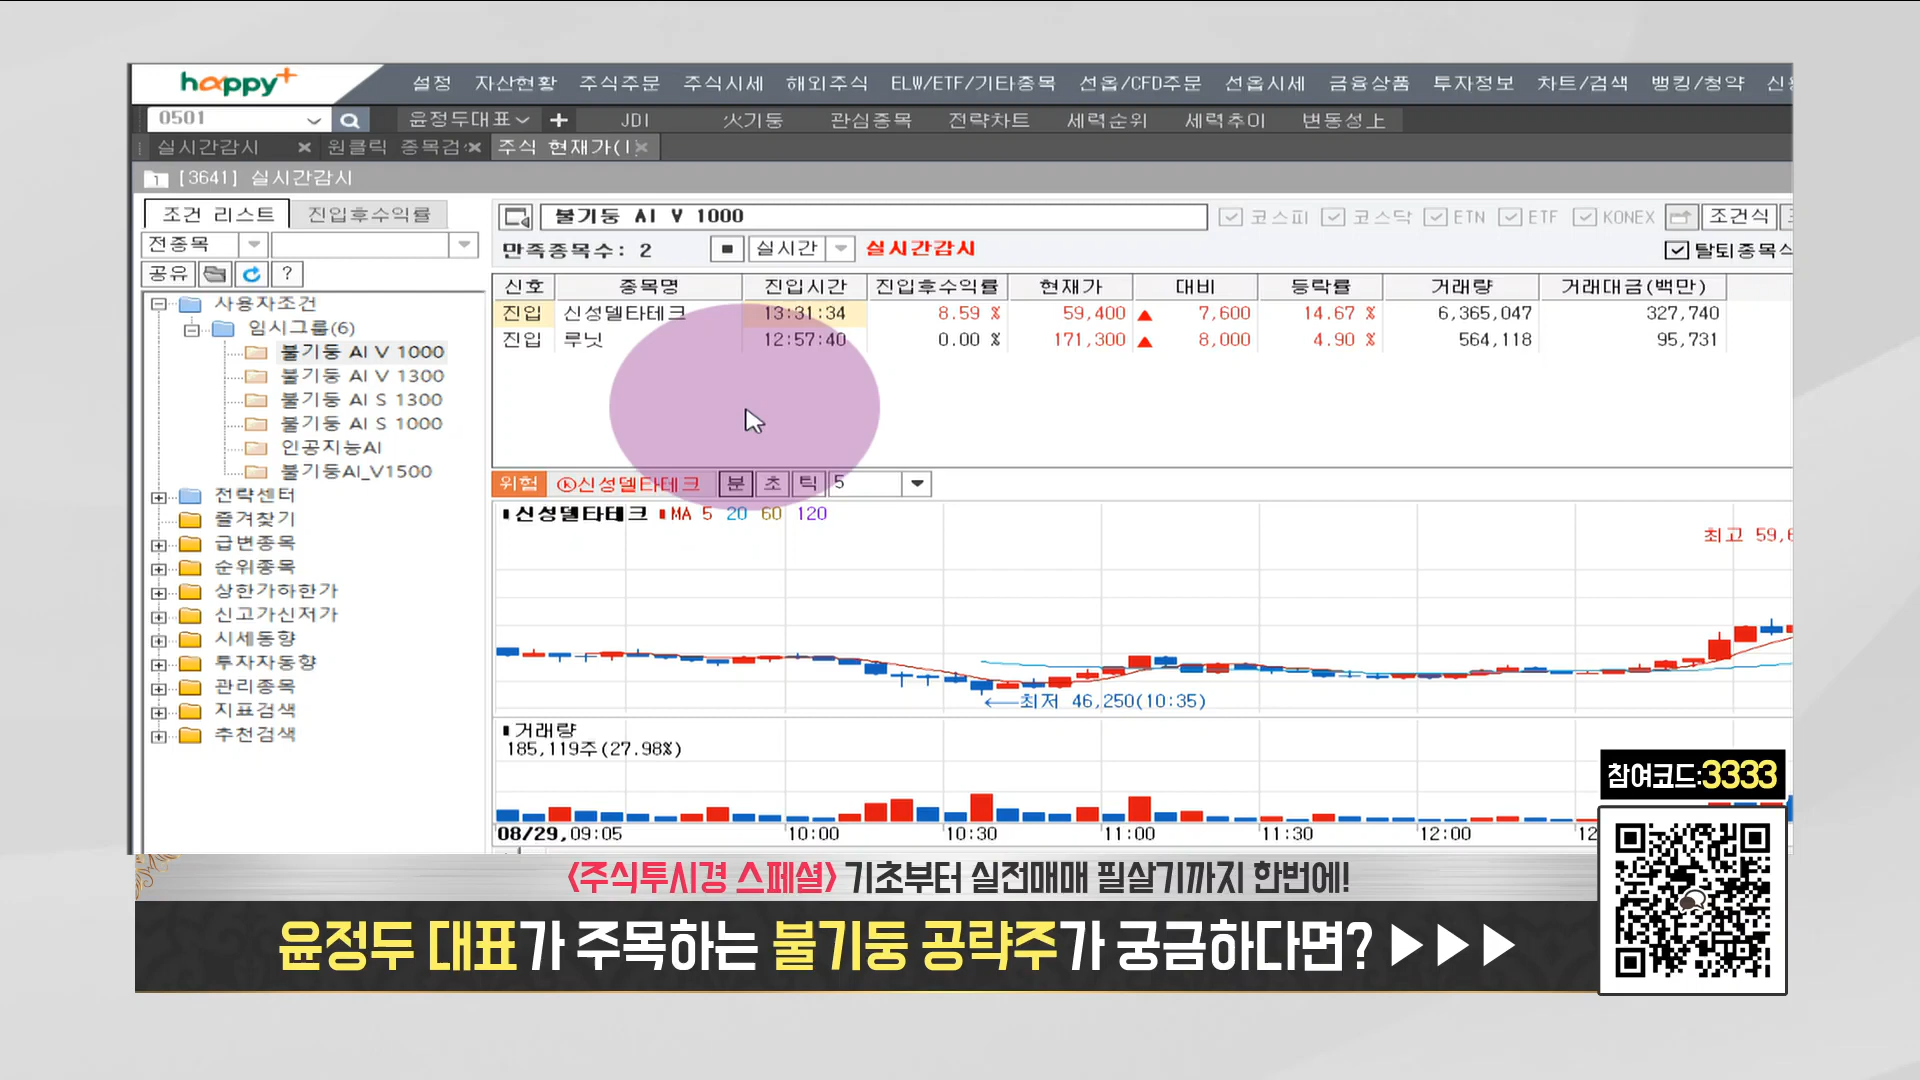 happy+
설정 자산현황 주식주문 주식시세 해외주식 ELW/ETF/기타종목 선옵/CFD주문 선옵시세 금융상품 투자정보 차트/검색 뱅킹/청약
0501 윤정두대표 JDI 火기둥 관심종목 전략차트 세력순위 세력추이 변동성上
실시간감시 원클릭 종목검 주식 현재가(
[3641] 실시간감시
조건 리스트 진입후수익률
불기둥 AI V 1000
코스피 코스닥 ETN ETF KONEX 조건식
전종목
만족종목수: 2 실시간 실시간감시
탈퇴종목
공유 ?
신호 종목명 진입시간 진입후수익률 현재가 대비 등락률 거래량 거래대금(백만)
진입 신성델타테크 13:31:34 8.59 % 59,400 ▲ 7,600 14.67 % 6,365,047 327,740
진입 루닛 12:57:40 0.00 % 171,300 ▲ 8,000 4.90 % 564,118 95,731
사용자조건
임시그룹(6)
불기둥 AI V 1000
불기둥 AI V 1300
불기둥 AI S 1300
불기둥 AI S 1000
인공지능AI
불기둥AI_V1500
전략센터
즐겨찾기
급변종목
순위종목
상한가하한가
신고가신저가
시세동향
투자자동향
관리종목
지표검색
추천검색
위험 ⓚ신성델타테크 분 초 틱 5
신성델타테크 MA 5 20 60 120
최고 59,6
최저 46,250(10:35)
거래량
185,119주(27.98%)
08/29,09:05 10:00 10:30 11:00 11:30 12:00
참여코드:3333
<주식투시경 스페셜> 기초부터 실전매매 필살기까지 한번에!
윤정두 대표가 주목하는 불기둥 공략주가 궁금하다면? ▶▶▶